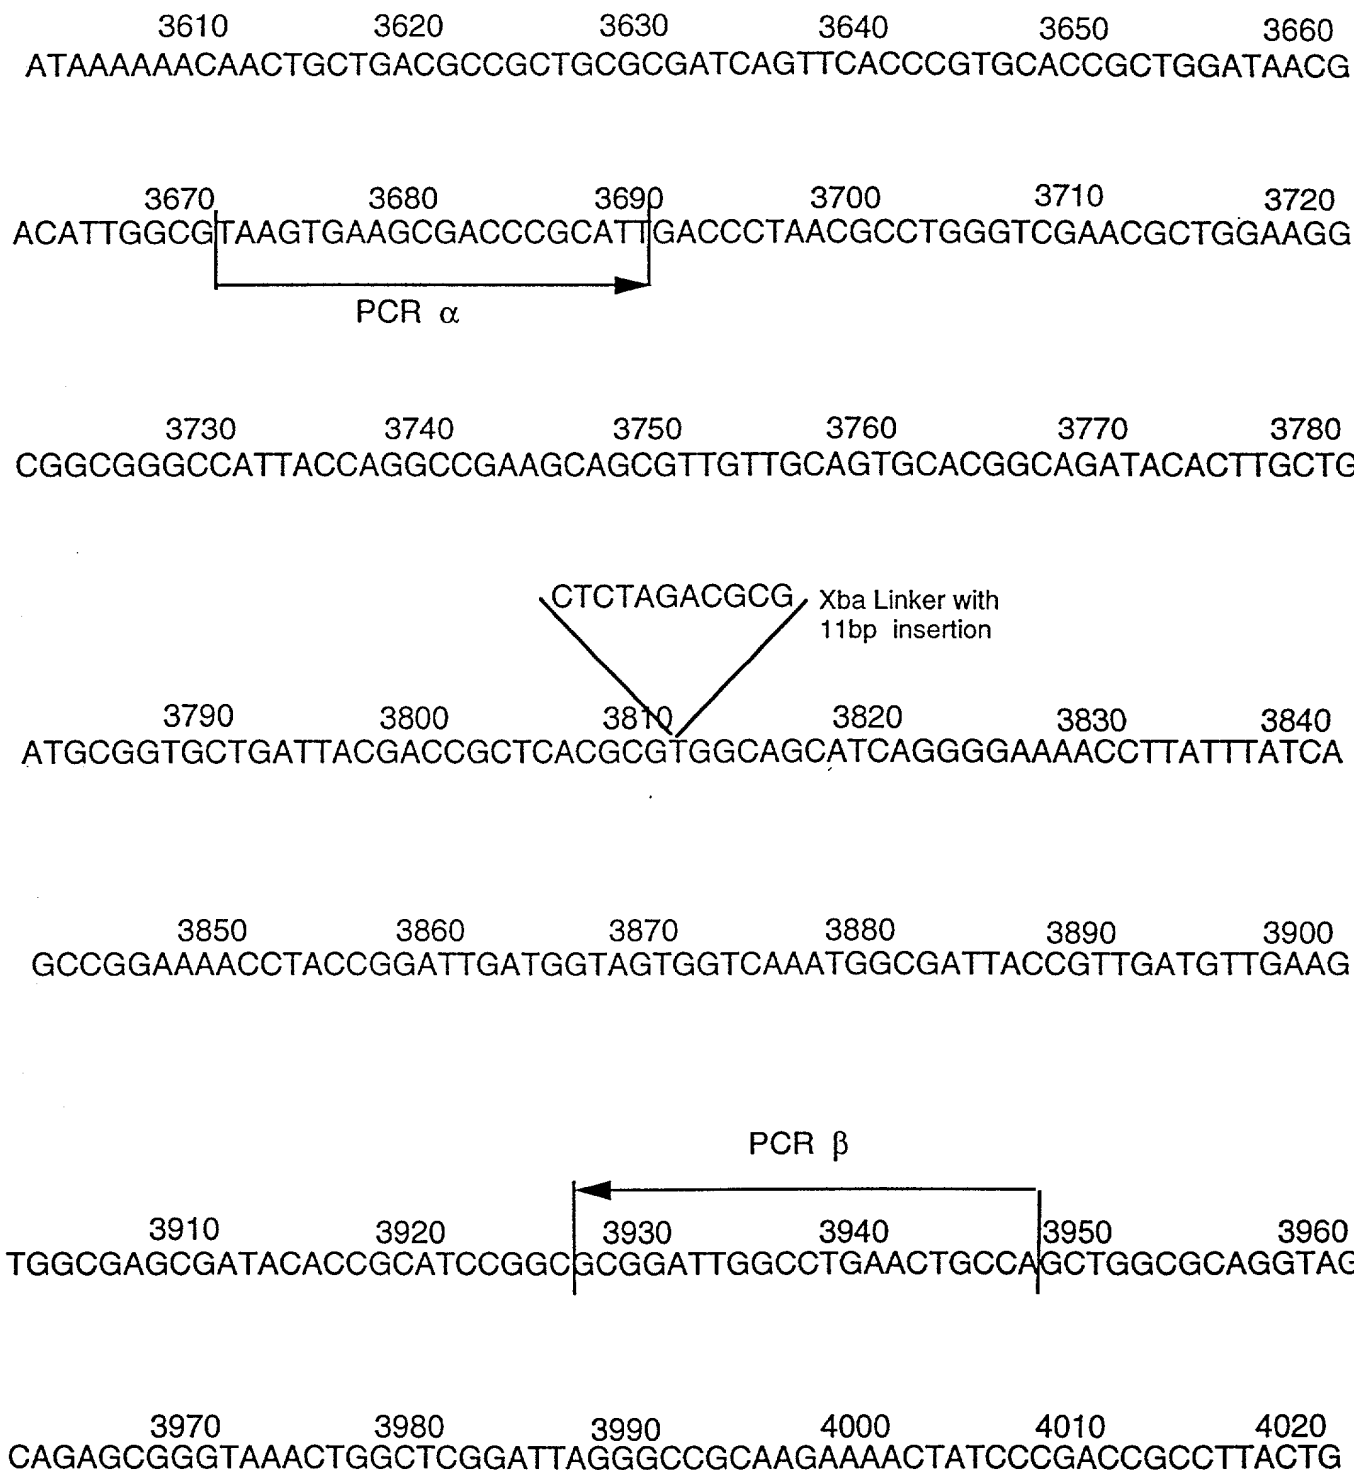 3610 3620 3630 3640 3650 3660
ATAAAAAACAACTGCTGACGCCGCTGCGCGATCAGTTCACCCGTGCACCGCTGGATAACG
3670 3680 3690 3700 3710 3720
ACATTGGCGTAAGTGAAGCGACCCGCATTGACCCTAACGCCTGGGTCGAACGCTGGAAGG
PCR α
3730 3740 3750 3760 3770 3780
CGGCGGGCCATTACCAGGCCGAAGCAGCGTTGTTGCAGTGCACGGCAGATACACTTGCTG
CTCTAGACGCG Xba Linker with
11bp insertion
3790 3800 3810 3820 3830 3840
ATGCGGTGCTGATTACGACCGCTCACGCGTGGCAGCATCAGGGGAAAACCTTATTTATCA
3850 3860 3870 3880 3890 3900
GCCGGAAAACCTACCGGATTGATGGTAGTGGTCAAATGGCGATTACCGTTGATGTTGAAG
PCR β
3910 3920 3930 3940 3950 3960
TGGCGAGCGATACACCGCATCCGGCGCGGATTGGCCTGAACTGCCAGCTGGCGCAGGTAG
3970 3980 3990 4000 4010 4020
CAGAGCGGGTAAACTGGCTCGGATTAGGGCCGCAAGAAAACTATCCCGACCGCCTTACTG